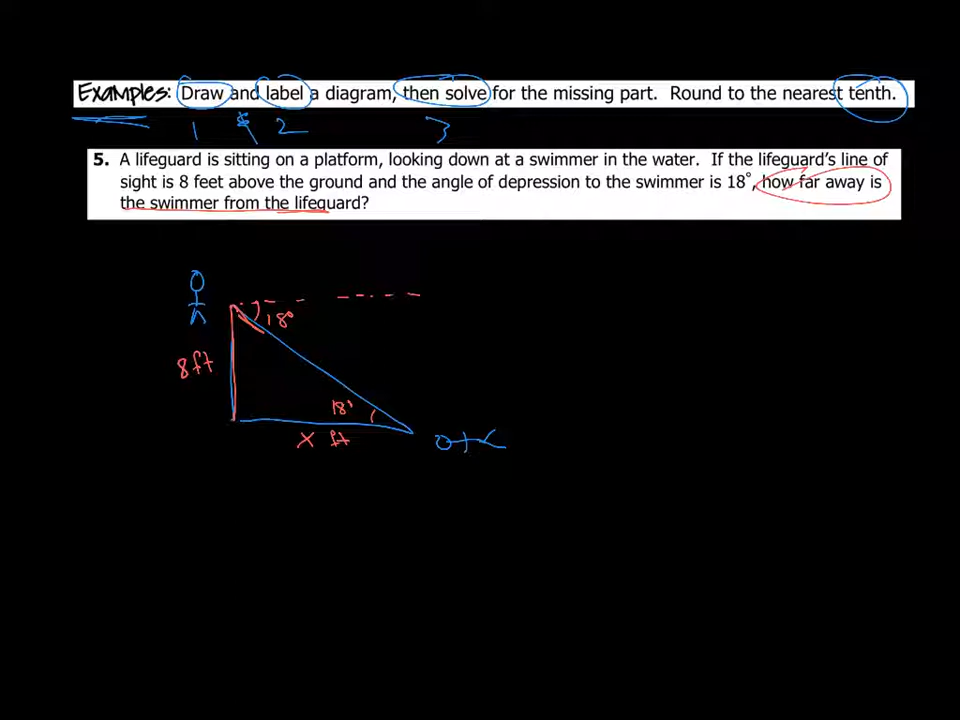 Examples: Draw and label a diagram, then solve for the missing part. Round to the nearest tenth.
1 & 2 3
5. A lifeguard is sitting on a platform, looking down at a swimmer in the water. If the lifeguard's line of
sight is 8 feet above the ground and the angle of depression to the swimmer is 18°, how far away is
the swimmer from the lifeguard?
18°
8ft
18°
x ft